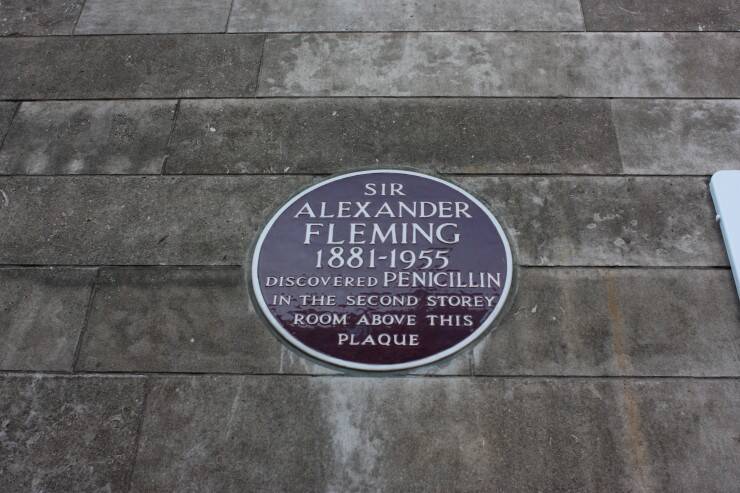 SIR
ALEXANDER
FLEMING
1881-1955
DISCOVERED PENICILLIN
IN THE SECOND STOREY
ROOM ABOVE THIS
PLAQUE